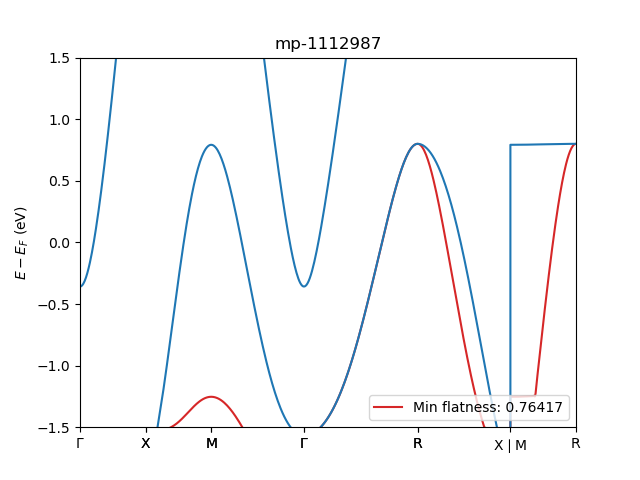 mp-1112987
E − E_F (eV)
1.5
1.0
0.5
0.0
−0.5
−1.0
−1.5
Min flatness: 0.76417
Γ X M Γ R X | M R